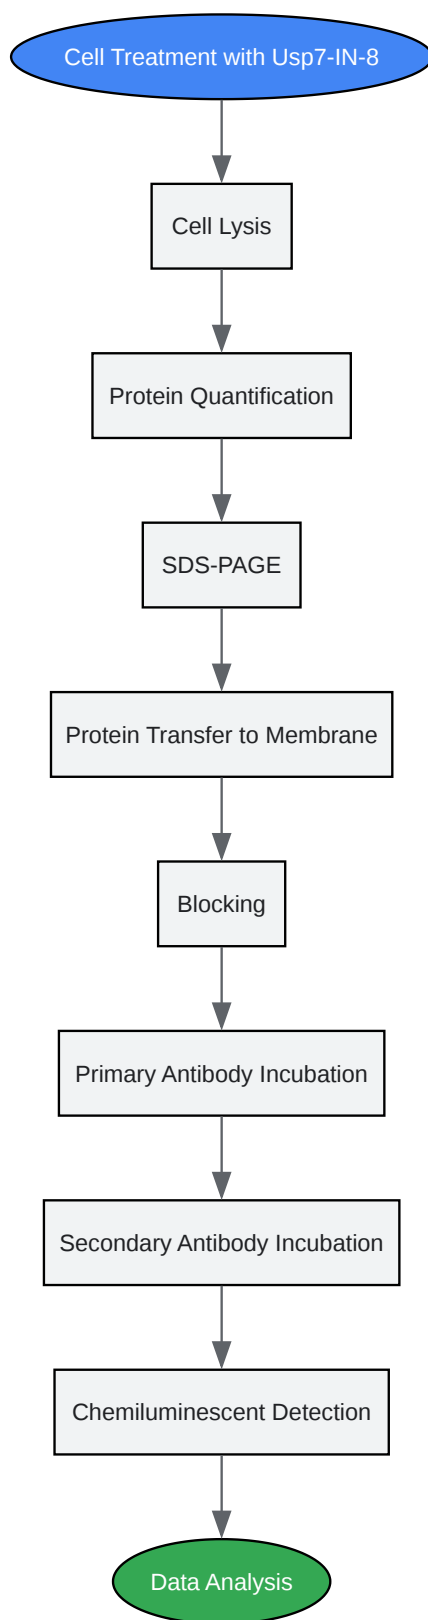 Cell Treatment with Usp7-IN-8
Cell Lysis
Protein Quantification
SDS-PAGE
Protein Transfer to Membrane
Blocking
Primary Antibody Incubation
Secondary Antibody Incubation
Chemiluminescent Detection
Data Analysis